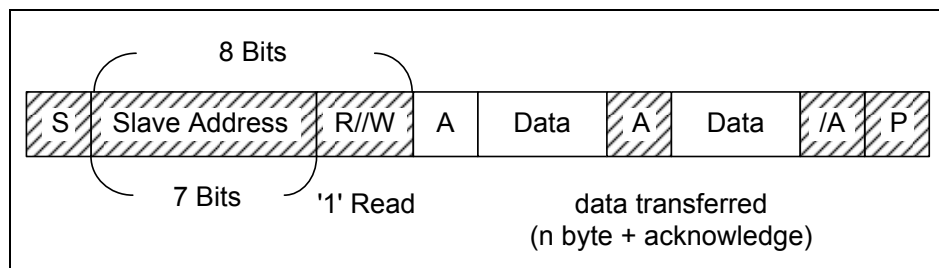 8 Bits
S Slave Address R//W A Data A Data /A P
7 Bits '1' Read data transferred
(n byte + acknowledge)